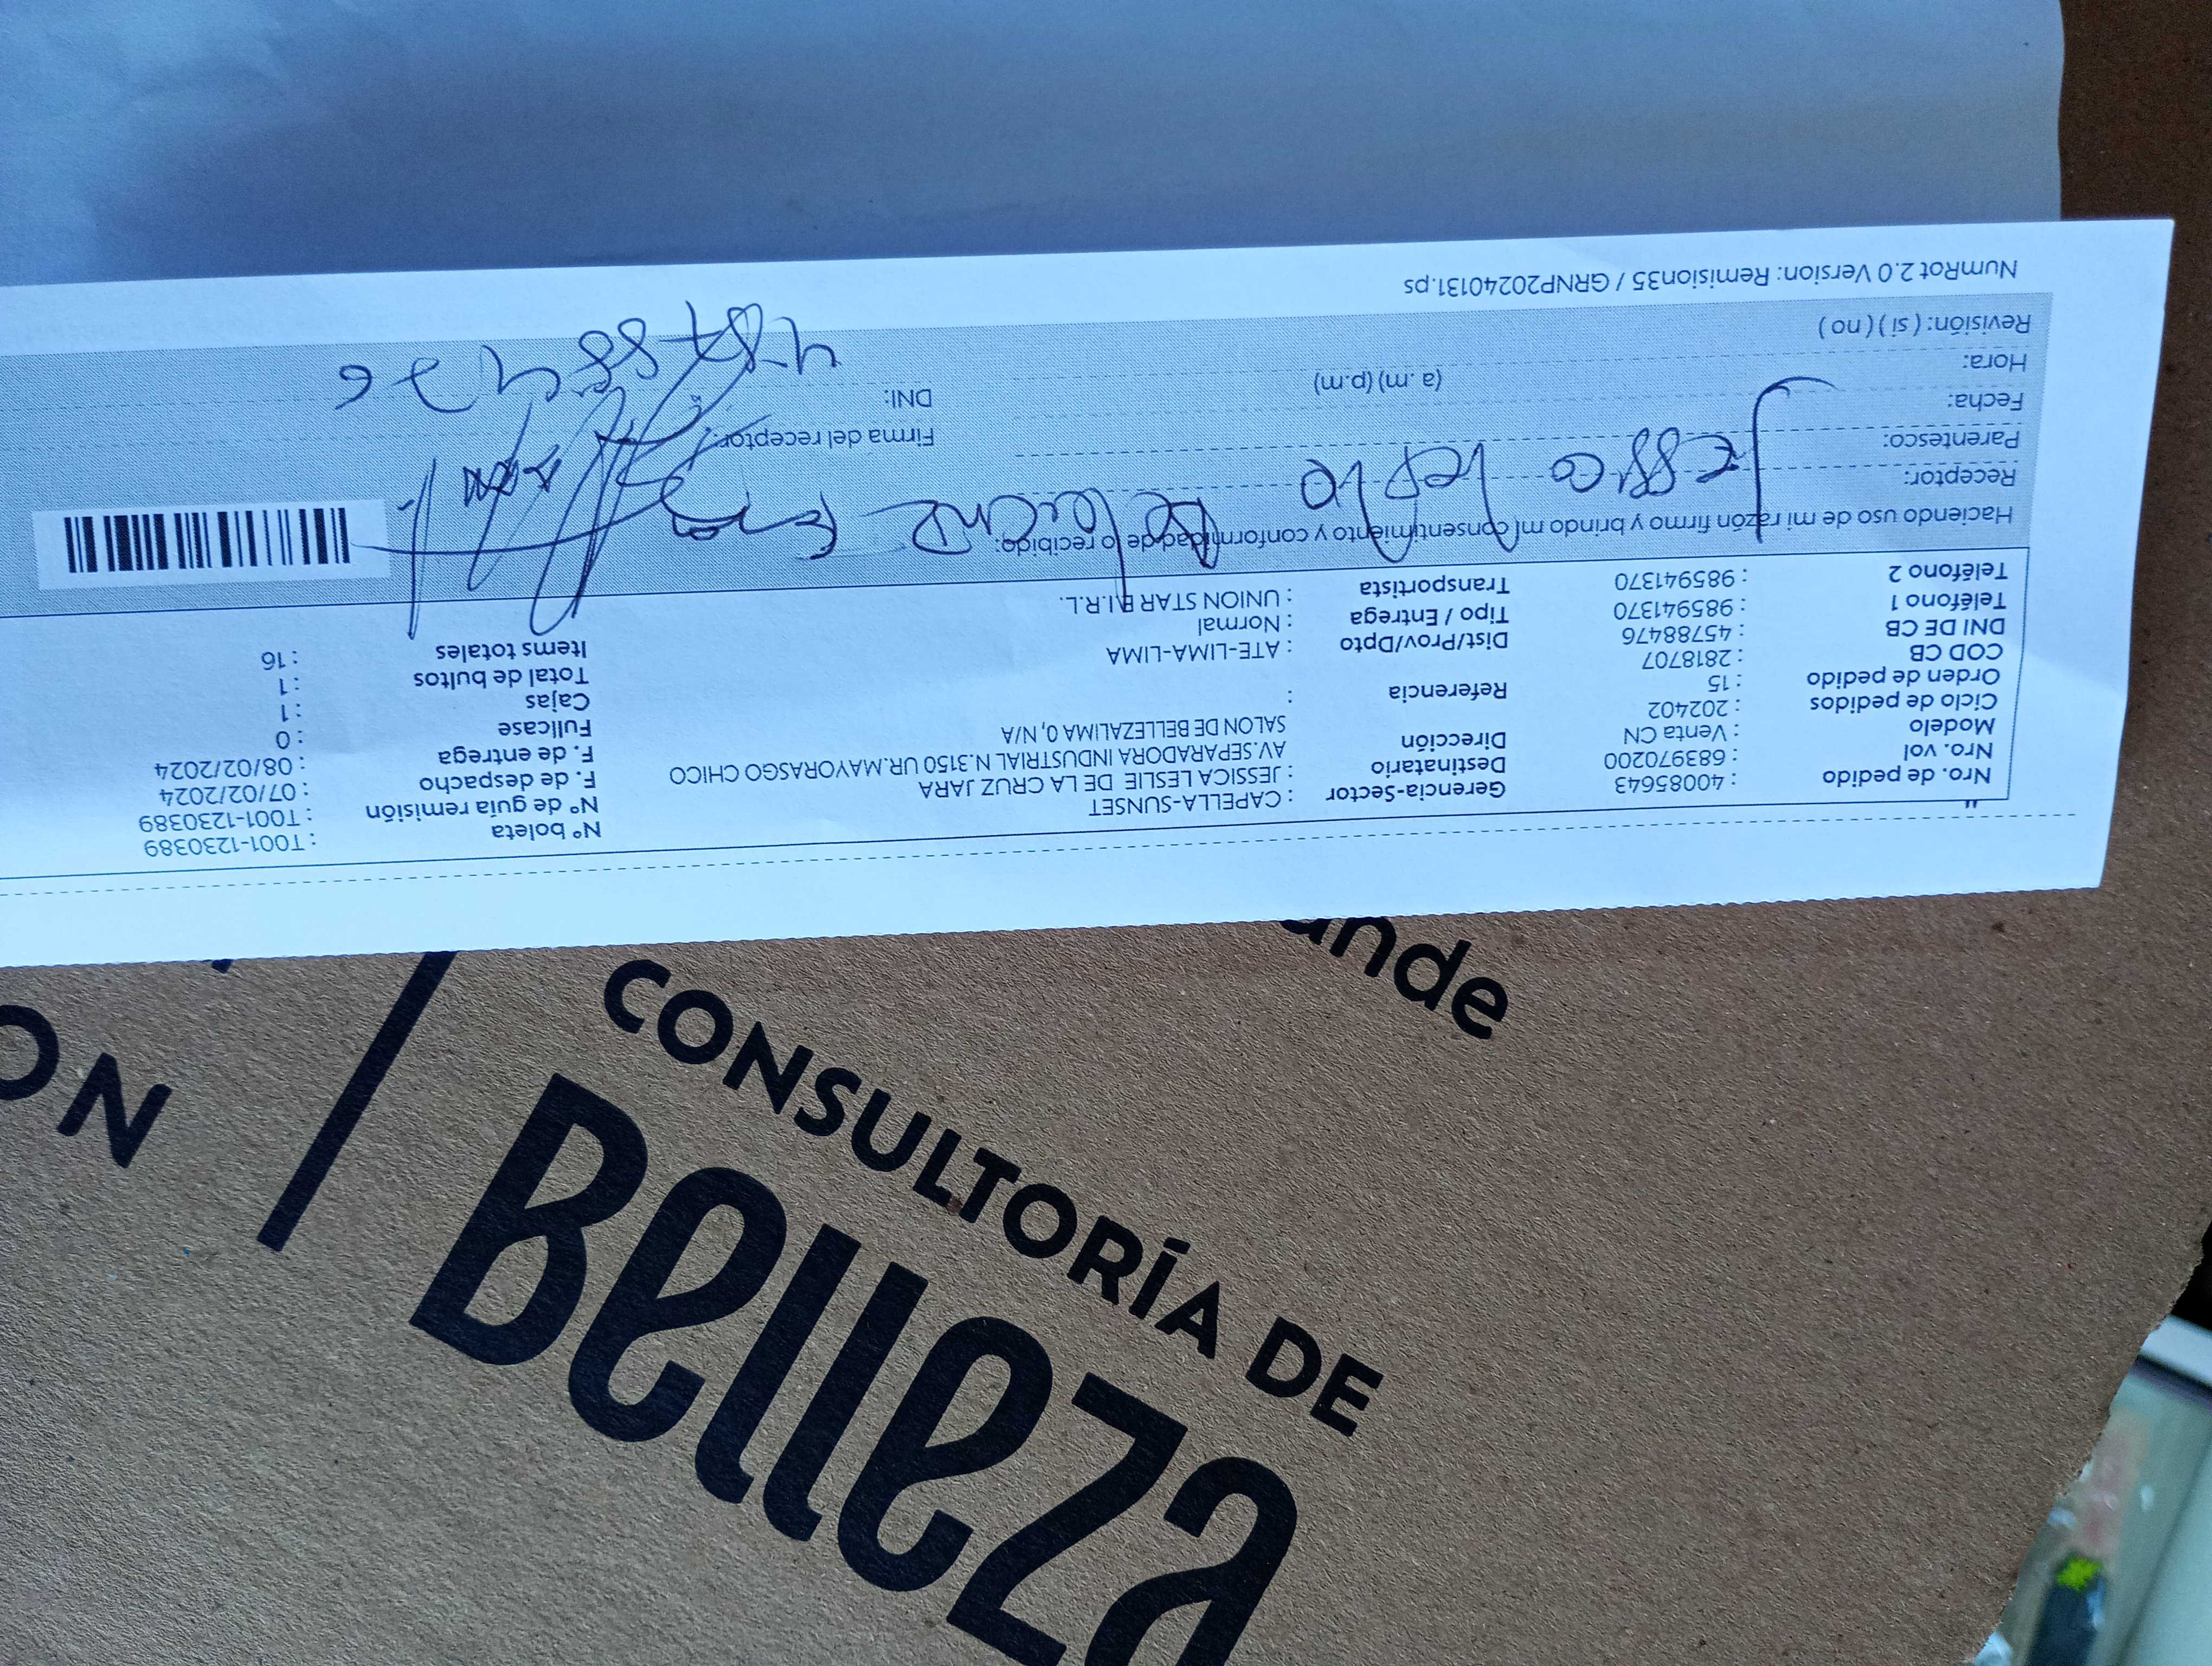 Nro. de pedido : 40085643
Nro. vol : 683970200
Modelo : Venta CN
Ciclo de pedidos : 202402
Orden de pedido : 15
COD CB : 2818707
DNI DE CB : 45788476
Teléfono 1 : 985941370
Teléfono 2 : 985941370
Gerencia-Sector : CAPELLA-SUNSET
Destinatario : JESSICA LESLIE DE LA CRUZ JARA
Dirección AV.SEPARADORA INDUSTRIAL N.3150 UR.MAYORASGO CHICO
SALON DE BELLEZALIMA 0, N/A
Referencia :
Dist/Prov/Dpto : ATE-LIMA-LIMA
Tipo / Entrega : Normal
Transportista : UNION STAR E.I.R.L.
Nº boleta : T001-1230389
Nº de guía remisión : T001-1230389
F. de despacho : 07/02/2024
F. de entrega : 08/02/2024
Fullcase : 0
Cajas : 1
Total de bultos : 1
Items totales : 16
Haciendo uso de mi razón firmo y brindo mi consentimiento y conformidad de lo recibido:
Receptor:
Parentesco:
Fecha:
Hora: (a.m) (p.m)
Revisión: ( si ) ( no )
Firma del receptor:
DNI: 45788476
NumRot 2.0 Version: Remision35 / GRNP20240131.ps
CONSULTORÍA DE
Belleza